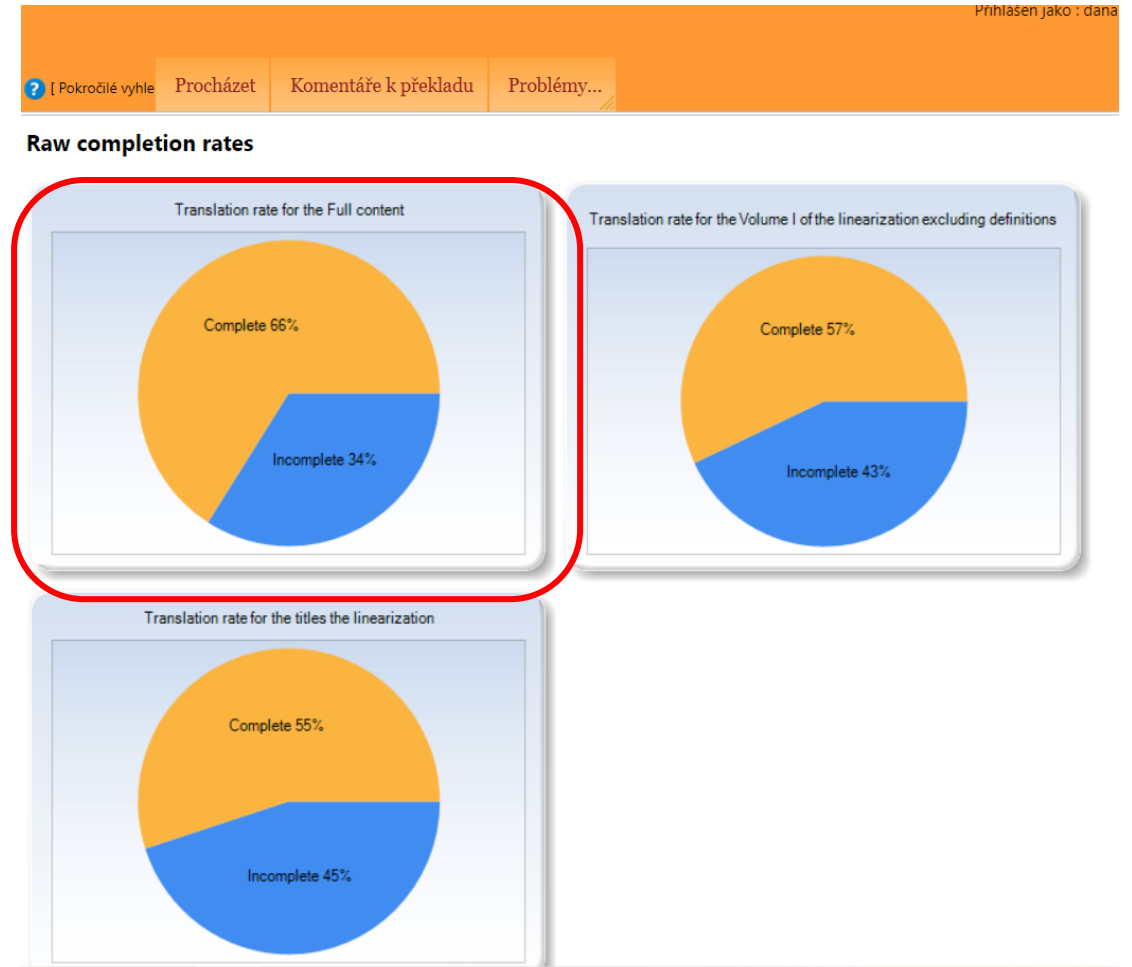 Přihlášen jako : dana
? [ Pokročilé vyhle Procházet Komentáře k překladu Problémy...
Raw completion rates
Translation rate for the Full content
Complete 66%
Incomplete 34%
Translation rate for the Volume I of the linearization excluding definitions
Complete 57%
Incomplete 43%
Translation rate for the titles the linearization
Complete 55%
Incomplete 45%